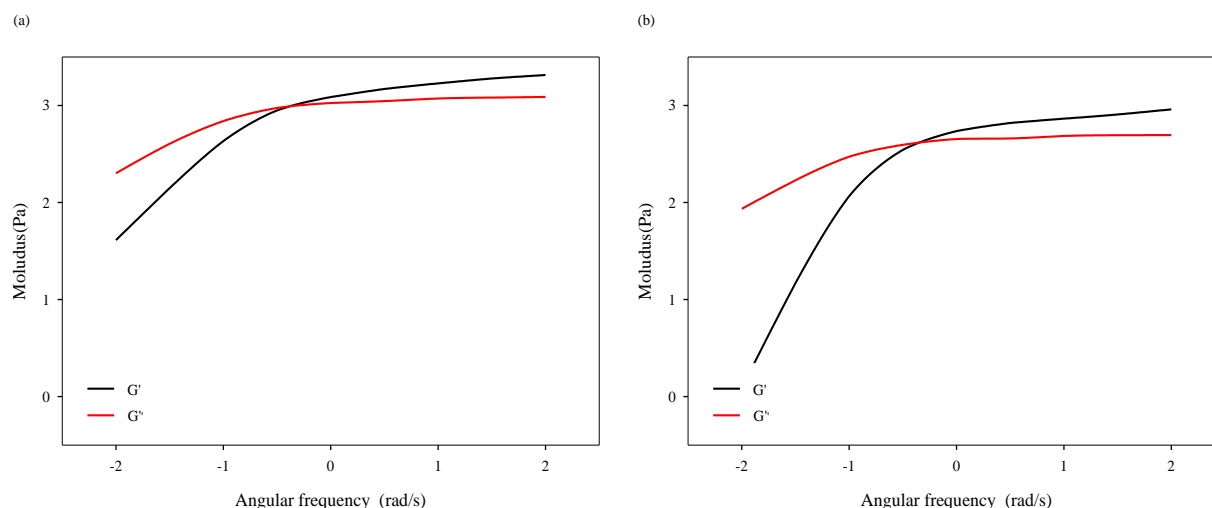 (a)
3
2
1
0
-2
-1
0
1
2
Moludus(Pa)
Angular frequency (rad/s)
G'
G''
(b)
3
2
1
0
-2
-1
0
1
2
Moludus(Pa)
Angular frequency (rad/s)
G'
G''